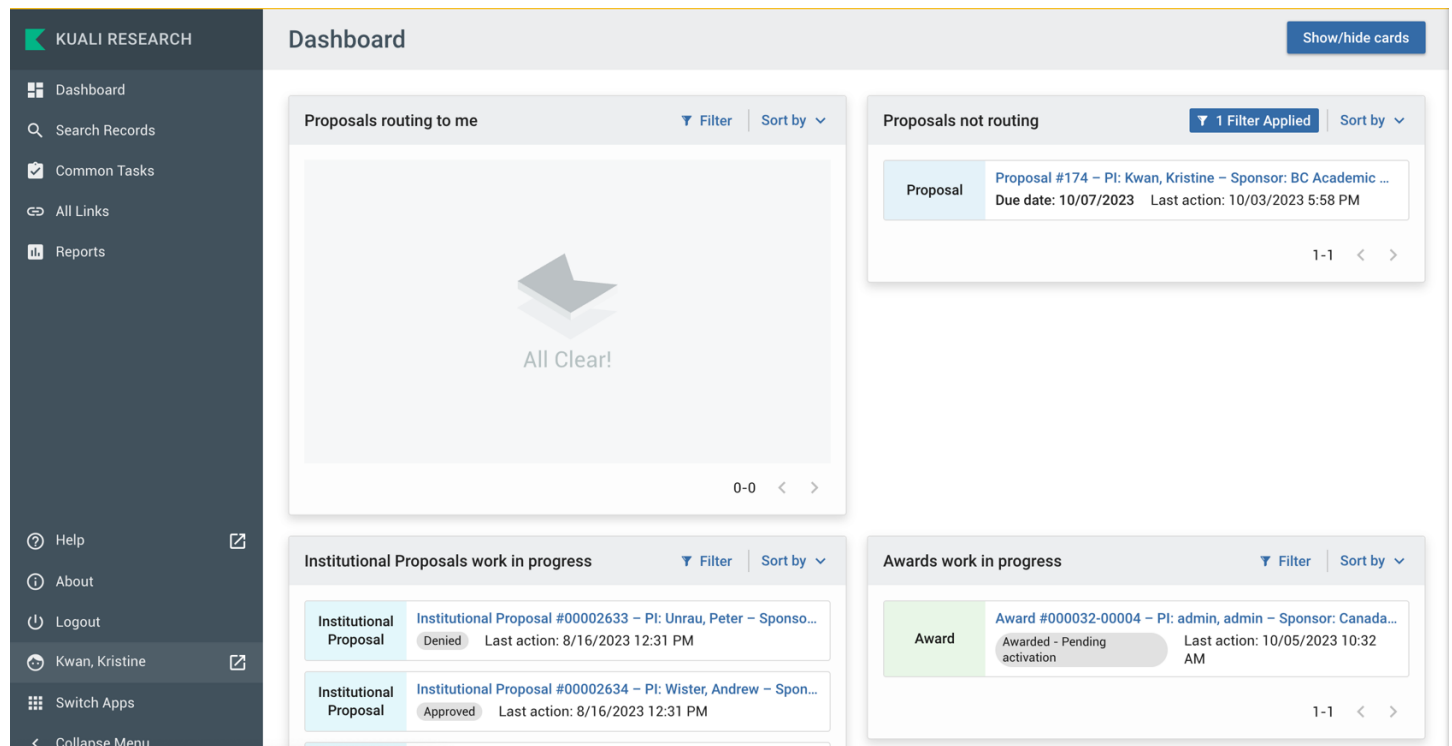 KUALI RESEARCH
Dashboard
Search Records
Common Tasks
All Links
Reports
Help
About
Logout
Kwan, Kristine
Switch Apps
Collapse Menu
Dashboard
Show/hide cards
Proposals routing to me
Filter
Sort by
All Clear!
0-0
Proposals not routing
1 Filter Applied
Sort by
Proposal
Proposal #174 – PI: Kwan, Kristine – Sponsor: BC Academic ...
Due date: 10/07/2023 Last action: 10/03/2023 5:58 PM
1-1
Institutional Proposals work in progress
Filter
Sort by
Institutional
Proposal
Institutional Proposal #00002633 – PI: Unrau, Peter – Sponso...
Denied Last action: 8/16/2023 12:31 PM
Institutional
Proposal
Institutional Proposal #00002634 – PI: Wister, Andrew – Spon...
Approved Last action: 8/16/2023 12:31 PM
Awards work in progress
Filter
Sort by
Award
Award #000032-00004 – PI: admin, admin – Sponsor: Canada...
Awarded - Pending
activation
Last action: 10/05/2023 10:32
AM
1-1